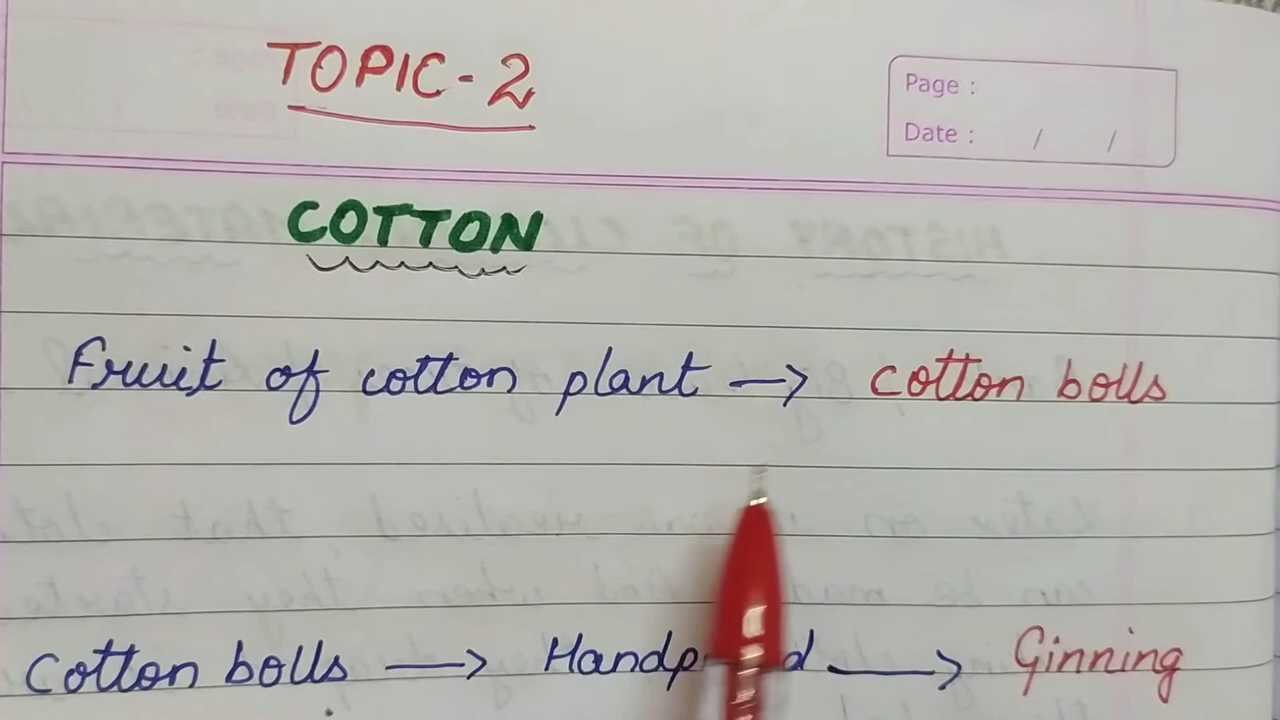 TOPIC-2
Page :
Date : / /
COTTON
Fruit of cotton plant → cotton bolls
Cotton bolls → → Ginning